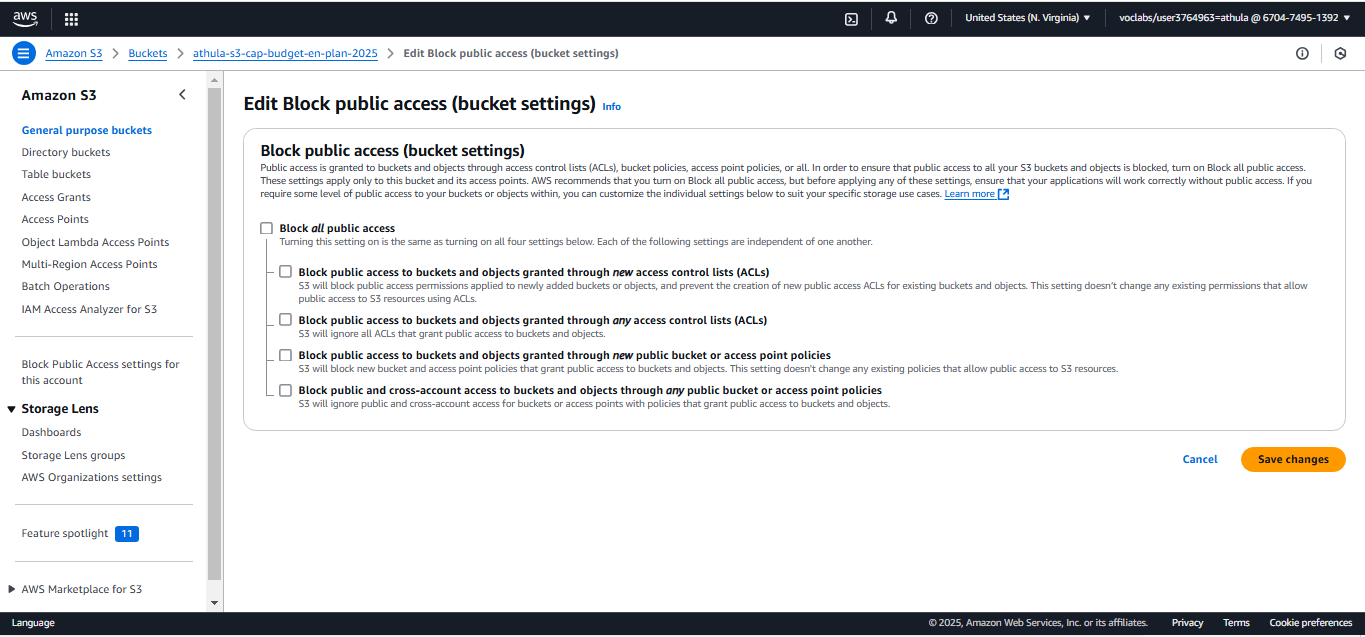 aws
United States (N. Virginia) ▼
voclabs/user3764963=athula @ 6704-7495-1392 ▼
Amazon S3 > Buckets > athula-s3-cap-budget-en-plan-2025 > Edit Block public access (bucket settings)
Amazon S3
General purpose buckets
Directory buckets
Table buckets
Access Grants
Access Points
Object Lambda Access Points
Multi-Region Access Points
Batch Operations
IAM Access Analyzer for S3
Block Public Access settings for
this account
Storage Lens
Dashboards
Storage Lens groups
AWS Organizations settings
Feature spotlight 11
AWS Marketplace for S3
Edit Block public access (bucket settings) Info
Block public access (bucket settings)
Public access is granted to buckets and objects through access control lists (ACLs), bucket policies, access point policies, or all. In order to ensure that public access to all your S3 buckets and objects is blocked, turn on Block all public access.
These settings apply only to this bucket and its access points. AWS recommends that you turn on Block all public access, but before applying any of these settings, ensure that your applications will work correctly without public access. If you
require some level of public access to your buckets or objects within, you can customize the individual settings below to suit your specific storage use cases. Learn more
Block all public access
Turning this setting on is the same as turning on all four settings below. Each of the following settings are independent of one another.
Block public access to buckets and objects granted through new access control lists (ACLs)
S3 will block public access permissions applied to newly added buckets or objects, and prevent the creation of new public access ACLs for existing buckets and objects. This setting doesn't change any existing permissions that allow
public access to S3 resources using ACLs.
Block public access to buckets and objects granted through any access control lists (ACLs)
S3 will ignore all ACLs that grant public access to buckets and objects.
Block public access to buckets and objects granted through new public bucket or access point policies
S3 will block new bucket and access point policies that grant public access to buckets and objects. This setting doesn't change any existing policies that allow public access to S3 resources.
Block public and cross-account access to buckets and objects through any public bucket or access point policies
S3 will ignore public and cross-account access for buckets or access points with policies that grant public access to buckets and objects.
Cancel
Save changes
Language
© 2025, Amazon Web Services, Inc. or its affiliates.
Privacy
Terms
Cookie preferences